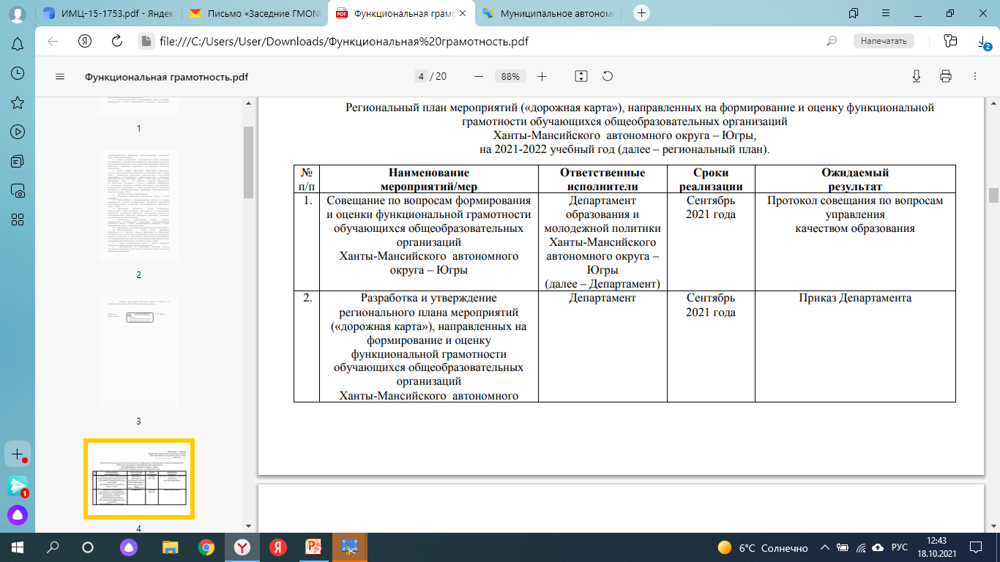 ИМЦ-15-1753.pdf - Яндек
Письмо «Заседние ГМО
Функциональная грамс
Муниципальное автоном
file:///C:/Users/User/Downloads/Функциональная%20грамотность.pdf
Напечатать
2
Функциональная грамотность.pdf
4 / 20
88%
1
2
3
4
Региональный план мероприятий («дорожная карта»), направленных на формирование и оценку функциональной
грамотности обучающихся общеобразовательных организаций
Ханты-Мансийского автономного округа – Югры,
на 2021-2022 учебный год (далее – региональный план).
№ п/п
Наименование мероприятия/мер
Ответственные исполнители
Сроки реализации
Ожидаемый результат
1.
Совещание по вопросам формирования
и оценки функциональной грамотности
обучающихся общеобразовательных
организаций
Ханты-Мансийского автономного
округа – Югры
Департамент
образования и
молодежной политики
Ханты-Мансийского
автономного округа –
Югры
(далее – Департамент)
Сентябрь
2021 года
Протокол совещания по вопросам
управления
качеством образования
2.
Разработка и утверждение
регионального плана мероприятий
(«дорожная карта»), направленных на
формирование и оценку
функциональной грамотности
обучающихся общеобразовательных
организаций
Ханты-Мансийского автономного
Департамент
Сентябрь
2021 года
Приказ Департамента
1
6°C Солнечно
РУС
12:43
18.10.2021